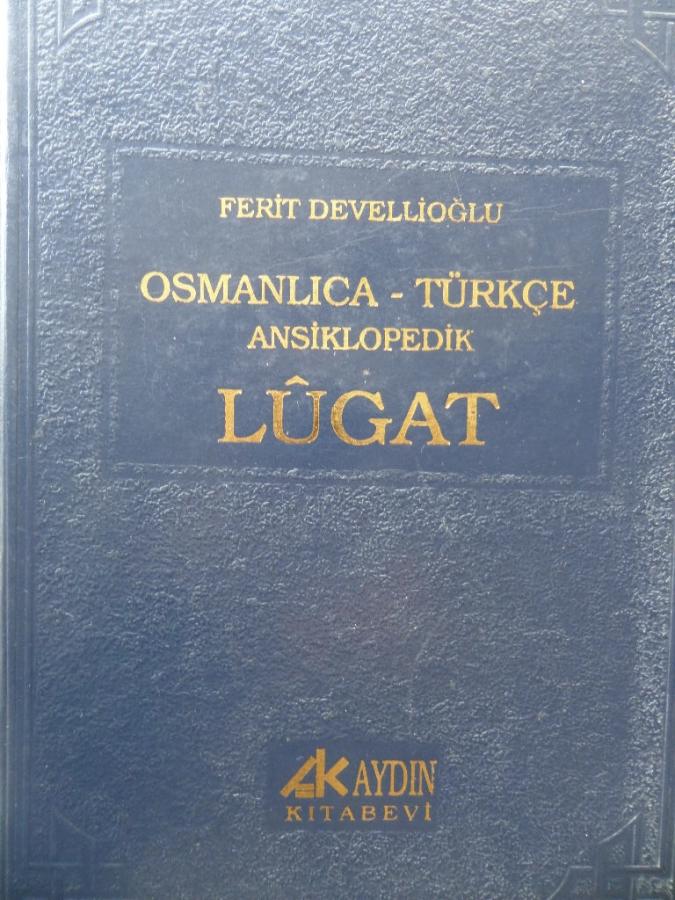 FERİT DEVELLİOĞLU
OSMANLICA - TÜRKÇE
ANSİKLOPEDİK
LÛGAT
AK AYDIN
KITABEVİ